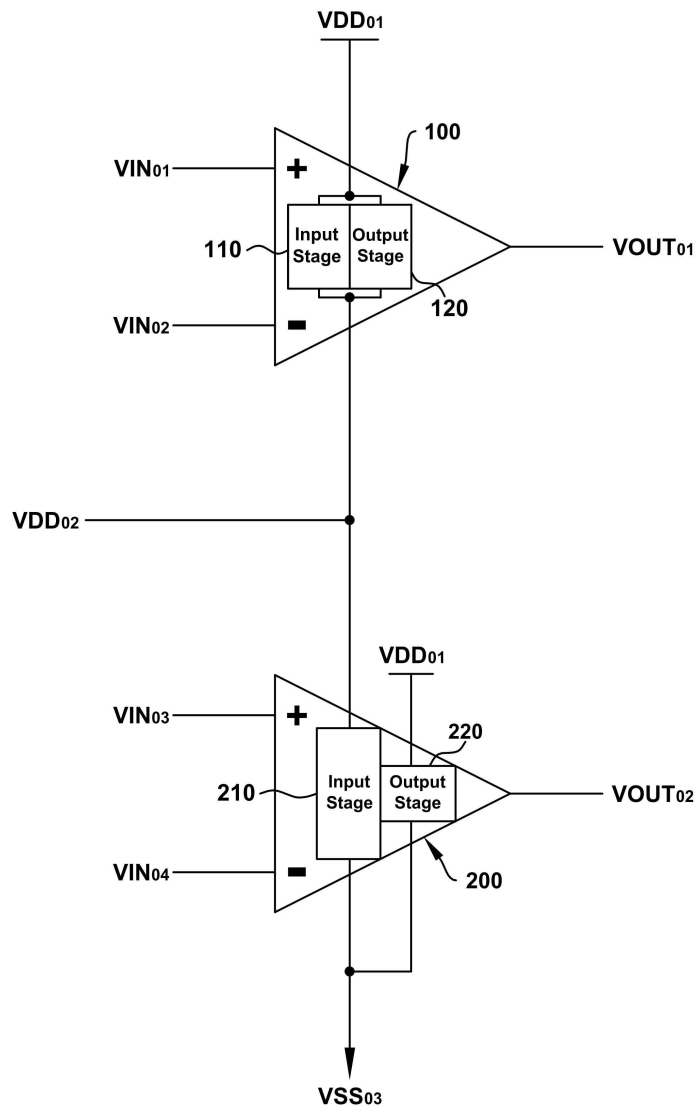 VDD01
100
VIN01
+
110
Input
Stage
Output
Stage
VOUT01
120
VIN02
-
VDD02
VDD01
VIN03
+
220
210
Input
Stage
Output
Stage
VOUT02
VIN04
-
200
VSS03